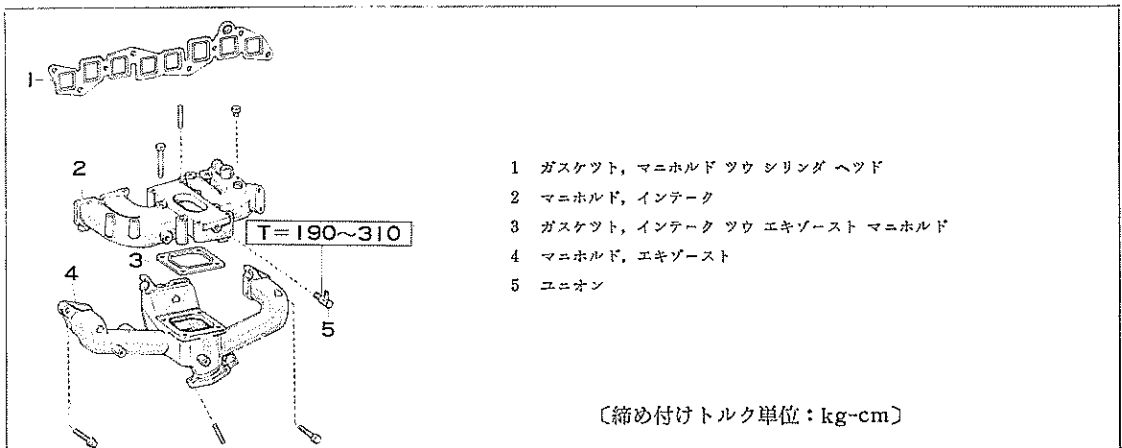 1
2
T=190~310
3
4
5
1 ガスケツト, マニホルド ツウ シリンダ ヘツド
2 マニホルド, インテーク
3 ガスケツト, インテーク ツウ エキゾースト マニホルド
4 マニホルド, エキゾースト
5 ユニオン
〔締め付けトルク単位：kg-cm〕